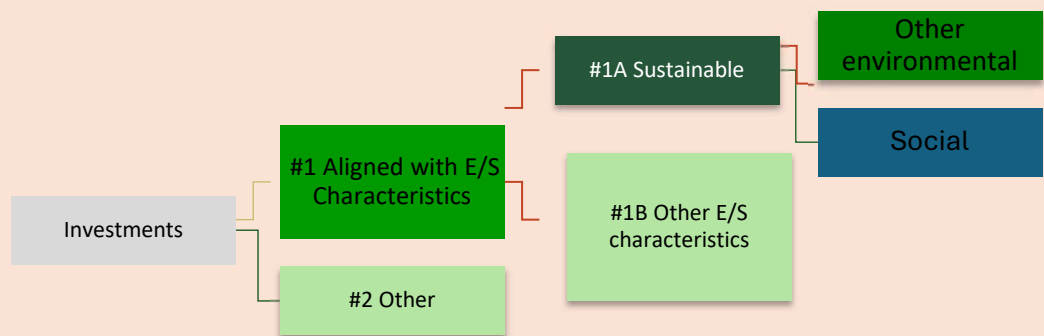 Other
environmental
#1A Sustainable
Social
#1 Aligned with E/S
Characteristics
#1B Other E/S
characteristics
Investments
#2 Other